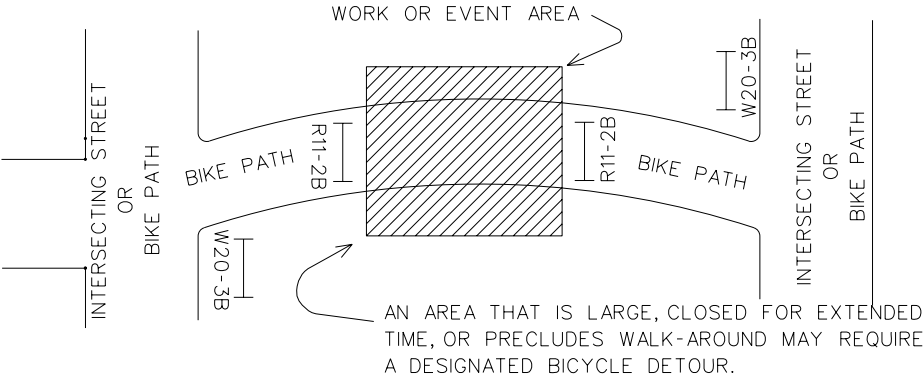 WORK OR EVENT AREA
INTERSECTING STREET
OR
BIKE PATH
BIKE PATH
R11-2B
R11-2B
BIKE PATH
W20-3B
INTERSECTING STREET
OR
BIKE PATH
W20-3B
AN AREA THAT IS LARGE, CLOSED FOR EXTENDED
TIME, OR PRECLUDES WALK-AROUND MAY REQUIRE
A DESIGNATED BICYCLE DETOUR.